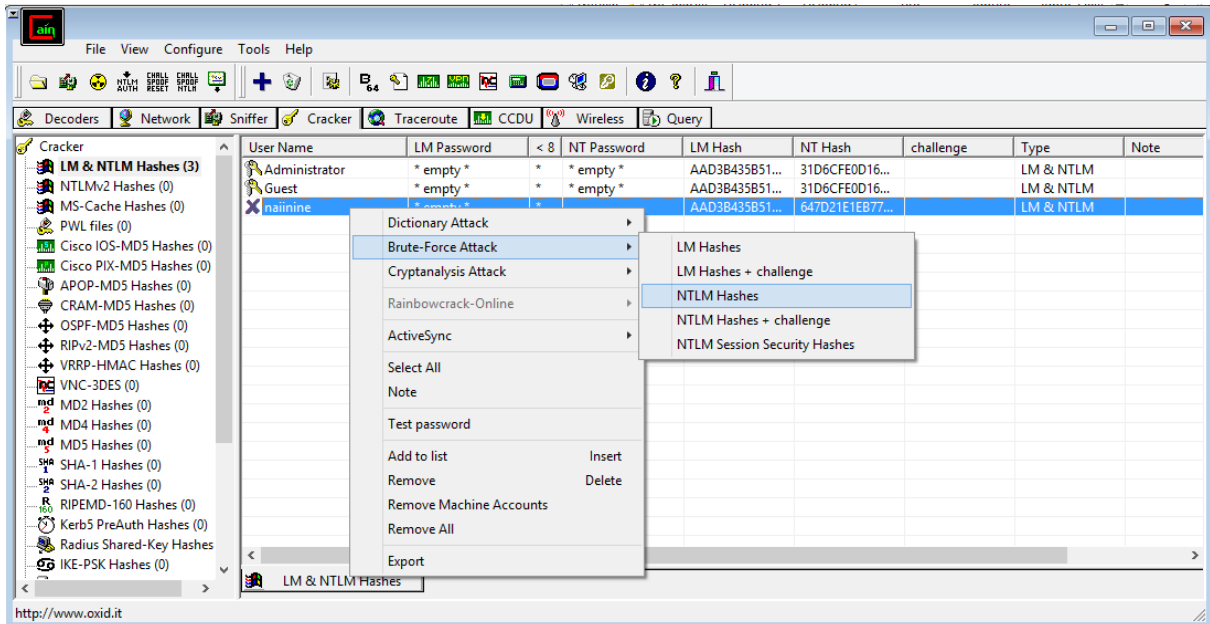 ain
File View Configure Tools Help
NTLM AUTH CHALL SPOOF RESET CHALL SPOOF NTLM
B 64
Decoders Network Sniffer Cracker Traceroute CCDU Wireless Query
Cracker
LM & NTLM Hashes (3)
NTLMv2 Hashes (0)
MS-Cache Hashes (0)
PWL files (0)
Cisco IOS-MD5 Hashes (0)
Cisco PIX-MD5 Hashes (0)
APOP-MD5 Hashes (0)
CRAM-MD5 Hashes (0)
OSPF-MD5 Hashes (0)
RIPv2-MD5 Hashes (0)
VRRP-HMAC Hashes (0)
VNC-3DES (0)
MD2 Hashes (0)
MD4 Hashes (0)
MD5 Hashes (0)
SHA-1 Hashes (0)
SHA-2 Hashes (0)
RIPEMD-160 Hashes (0)
Kerb5 PreAuth Hashes (0)
Radius Shared-Key Hashes
IKE-PSK Hashes (0)
User Name LM Password < 8 NT Password LM Hash NT Hash challenge Type Note
Administrator * empty * * * empty * AAD3B435B51... 31D6CFE0D16... LM & NTLM
Guest * empty * * * empty * AAD3B435B51... 31D6CFE0D16... LM & NTLM
naiinine * empty * * AAD3B435B51... 647D21E1EB77... LM & NTLM
Dictionary Attack
Brute-Force Attack
Cryptanalysis Attack
Rainbowcrack-Online
ActiveSync
Select All
Note
Test password
Add to list Insert
Remove Delete
Remove Machine Accounts
Remove All
Export
LM Hashes
LM Hashes + challenge
NTLM Hashes
NTLM Hashes + challenge
NTLM Session Security Hashes
LM & NTLM Hashes
http://www.oxid.it